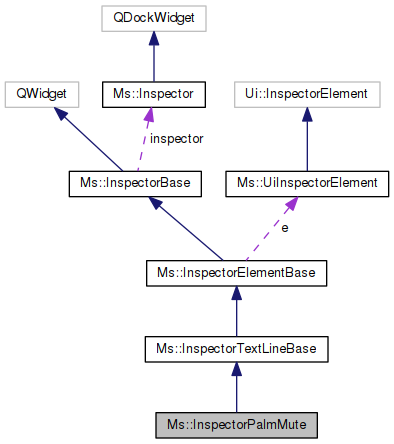 QDockWidget
QWidget
Ms::Inspector
Ui::InspectorElement
inspector
Ms::InspectorBase
Ms::UiInspectorElement
e
Ms::InspectorElementBase
Ms::InspectorTextLineBase
Ms::InspectorPalmMute